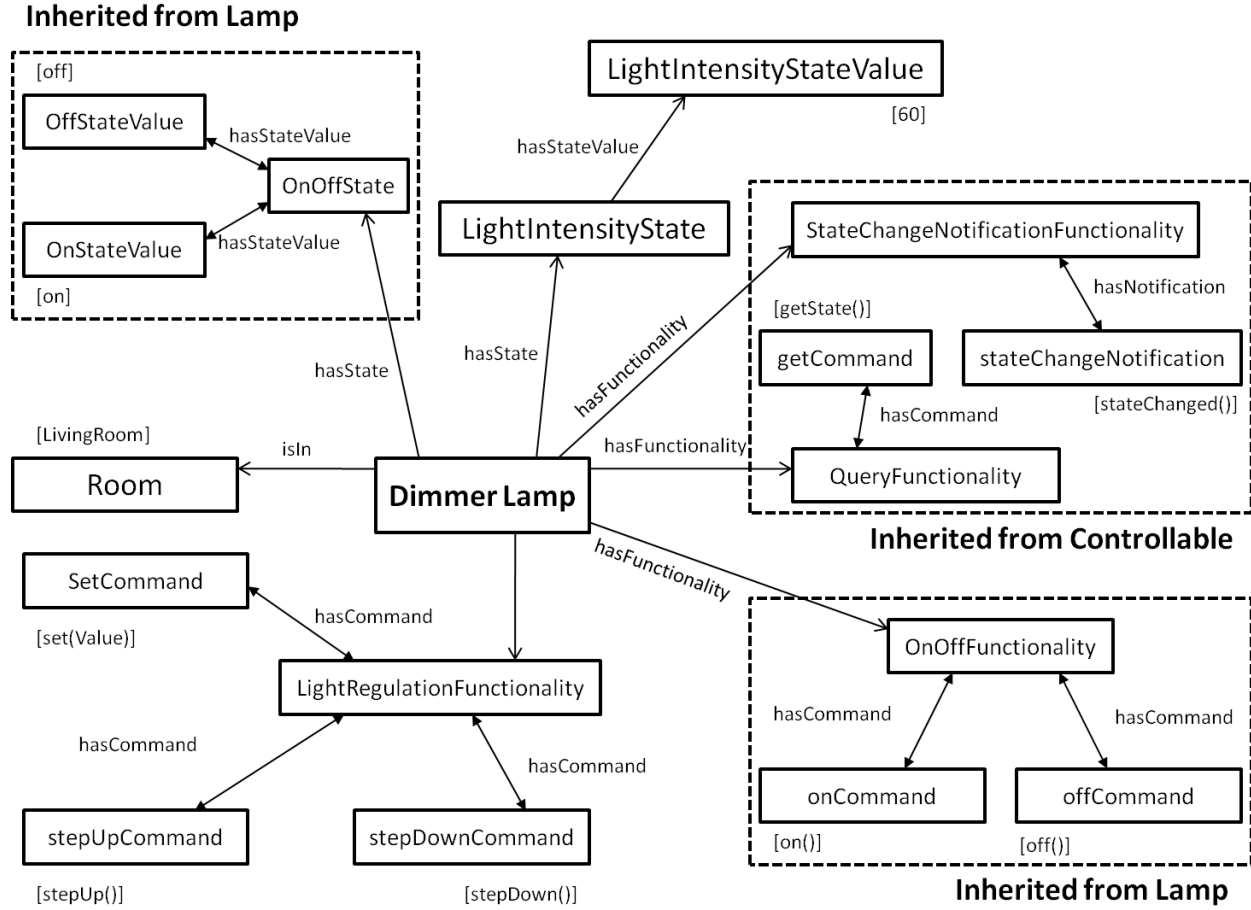 Inherited from Lamp
[off]
OffStateValue
hasStateValue
OnOffState
OnStateValue
hasStateValue
[on]
hasState
LightIntensityStateValue
[60]
hasStateValue
LightIntensityState
hasState
StateChangeNotificationFunctionality
hasNotification
[getState()]
getCommand
stateChangeNotification
hasCommand
[stateChanged()]
hasFunctionality
hasFunctionality
QueryFunctionality
Inherited from Controllable
[LivingRoom]
isIn
Room
Dimmer Lamp
hasFunctionality
SetCommand
hasCommand
[set(Value)]
LightRegulationFunctionality
hasCommand
hasCommand
stepUpCommand
stepDownCommand
[stepUp()]
[stepDown()]
OnOffFunctionality
hasCommand
hasCommand
onCommand
offCommand
[on()]
[off()]
Inherited from Lamp